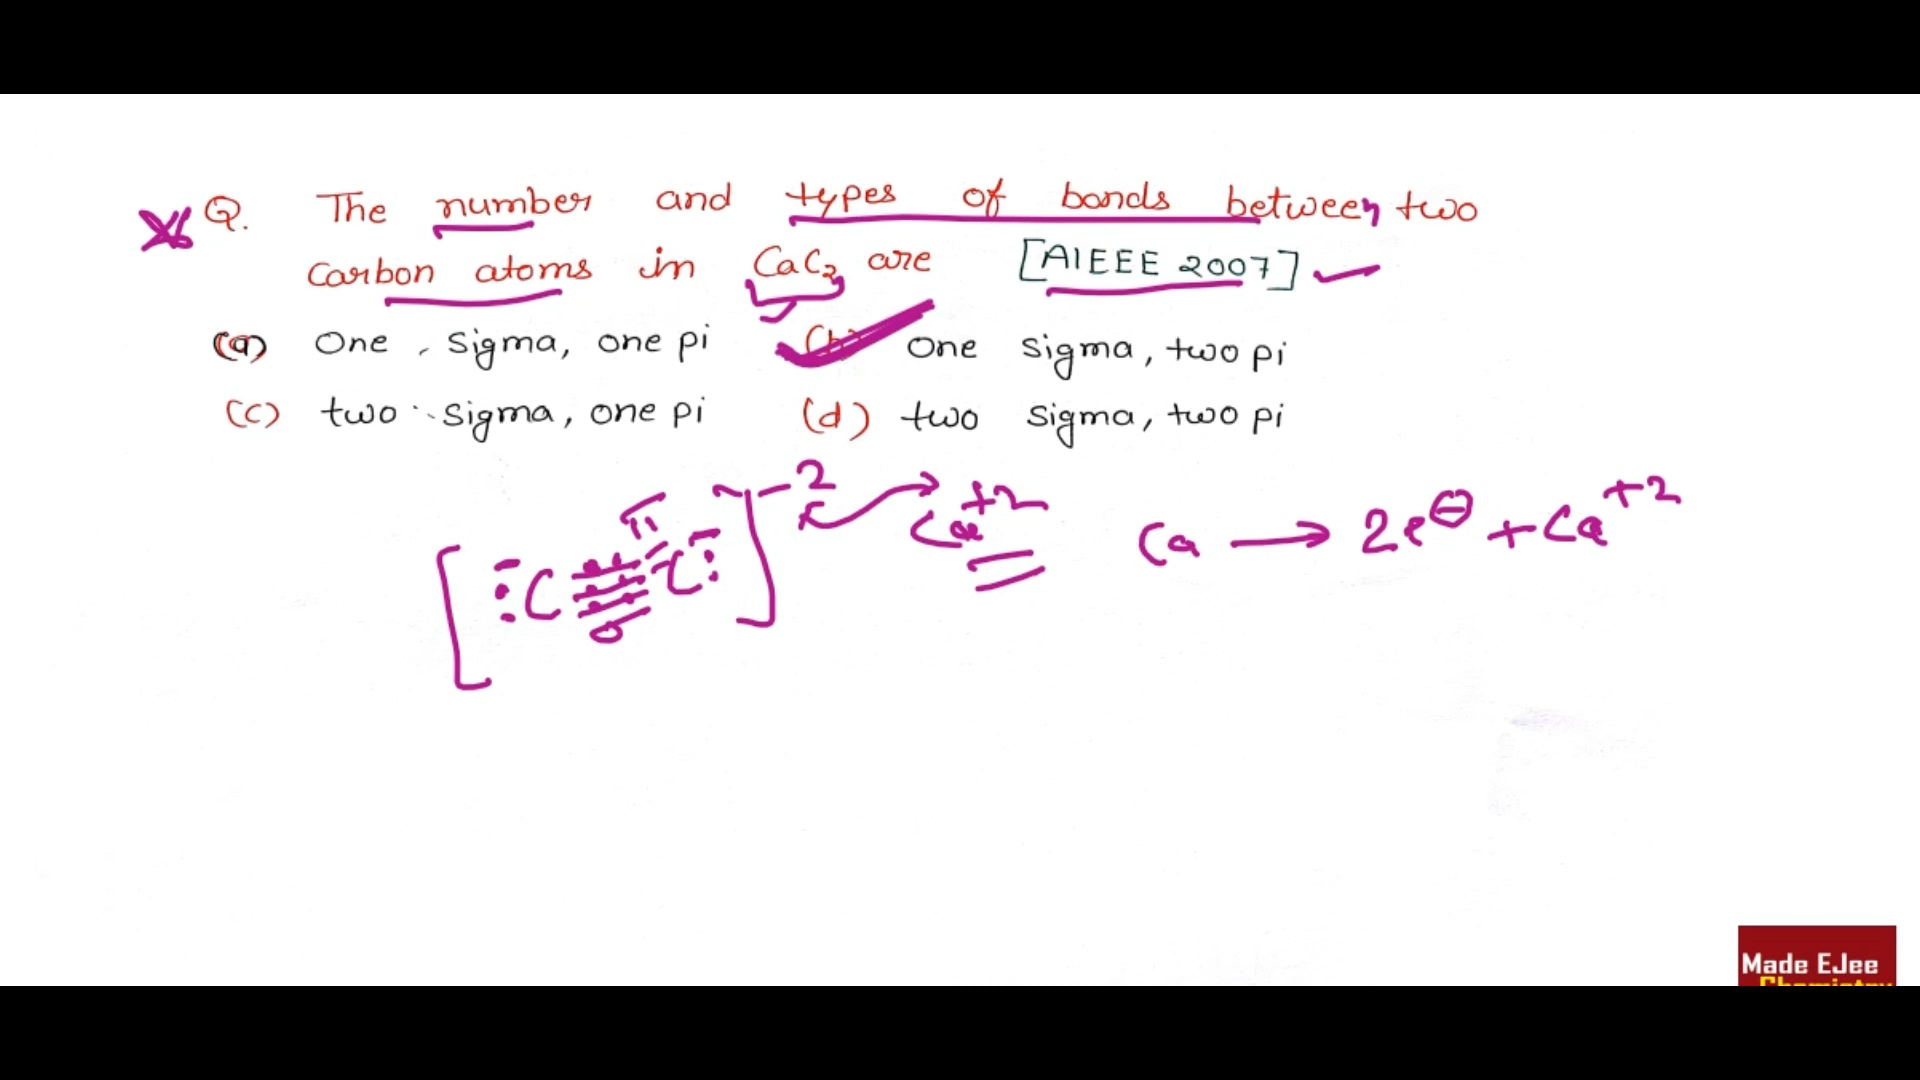 Q. The number and types of bonds between two
carbon atoms in CaC₂ are [AIEEE 2007]
(a) One sigma, one pi (b) One sigma, two pi
(c) two sigma, one pi (d) two sigma, two pi
π
[:C̄≡C̄:]⁻² Ca⁺² Ca → 2e⊖ + Ca⁺²
σ
Made EJee
Chemistry